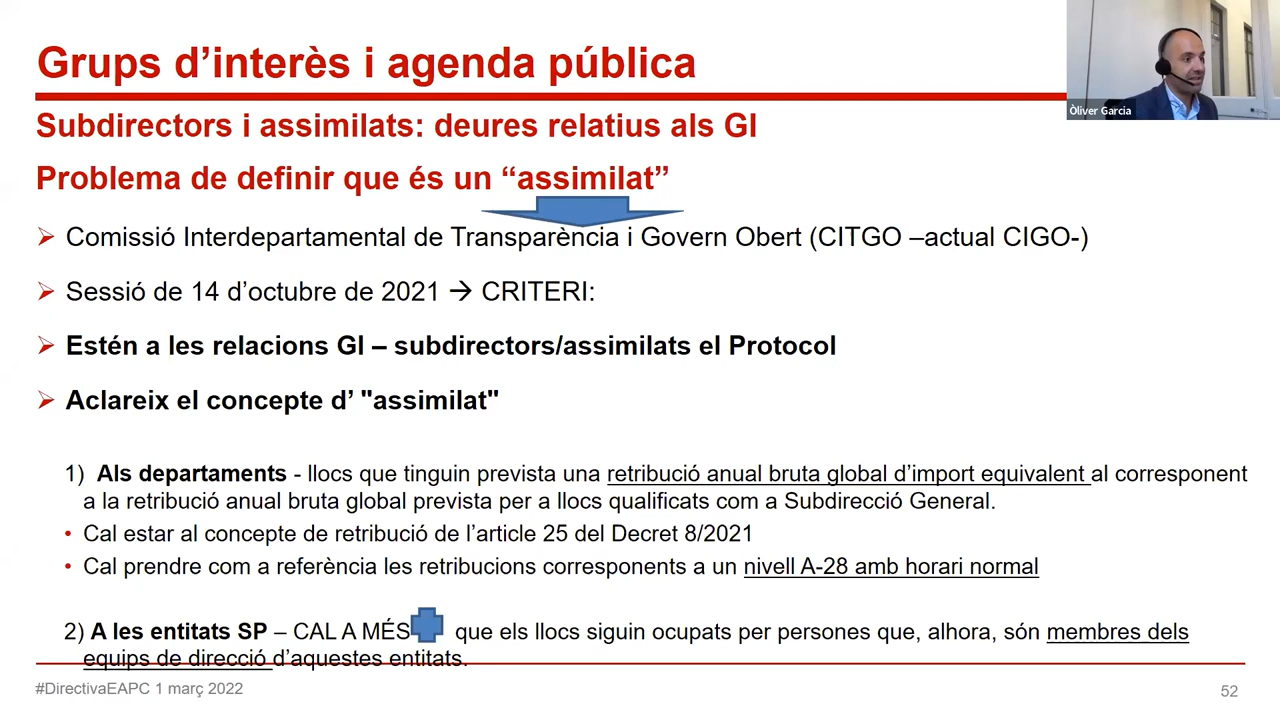 Grups d’interès i agenda pública
Òliver Garcia
Subdirectors i assimilats: deures relatius als GI
Problema de definir que és un “assimilat”
Comissió Interdepartamental de Transparència i Govern Obert (CITGO –actual CIGO-)
Sessió de 14 d’octubre de 2021 → CRITERI:
Estén a les relacions GI – subdirectors/assimilats el Protocol
Aclareix el concepte d’ "assimilat"
1) Als departaments - llocs que tinguin prevista una retribució anual bruta global d’import equivalent al corresponent
a la retribució anual bruta global prevista per a llocs qualificats com a Subdirecció General.
• Cal estar al concepte de retribució de l’article 25 del Decret 8/2021
• Cal prendre com a referència les retribucions corresponents a un nivell A-28 amb horari normal
2) A les entitats SP – CAL A MÉS que els llocs siguin ocupats per persones que, alhora, són membres dels
equips de direcció d’aquestes entitats.
#DirectivaEAPC 1 març 2022
52